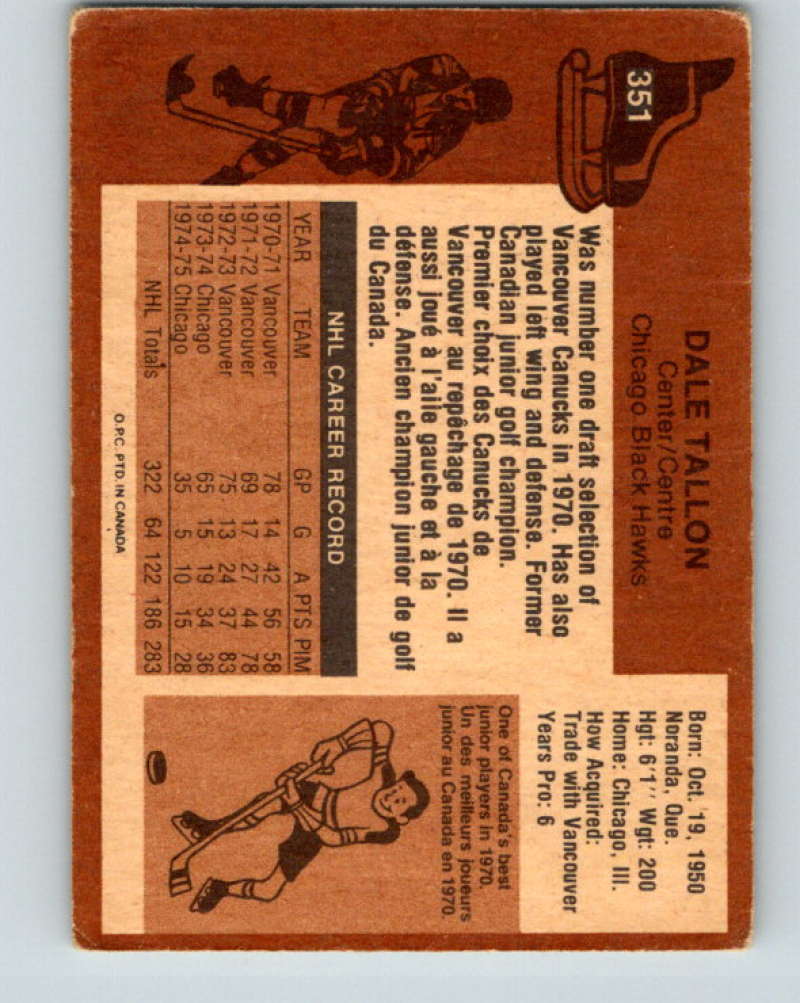 351
DALE TALLON
Center/Centre
Chicago Black Hawks
Born: Oct. 19, 1950
Noranda, Que.
Hgt: 6'1'' Wgt: 200
Home: Chicago, Ill.
How Acquired:
Trade with Vancouver
Years Pro: 6
Was number one draft selection of
Vancouver Canucks in 1970. Has also
played left wing and defense. Former
Canadian junior golf champion.
Premier choix des Canucks de
Vancouver au repêchage de 1970. Il a
aussi joué à l'aile gauche et à la
défense. Ancien champion junior de golf
du Canada.
NHL CAREER RECORD
YEAR TEAM GP G A PTS PIM
1970-71 Vancouver 78 14 42 56 58
1971-72 Vancouver 69 17 27 44 78
1972-73 Vancouver 75 13 24 37 83
1973-74 Chicago 65 15 19 34 36
1974-75 Chicago 35 5 10 15 28
NHL Totals 322 64 122 186 283
One of Canada's best
junior players in 1970.
Un des meilleurs joueurs
junior au Canada en 1970.
O.P.C. PTD. IN CANADA